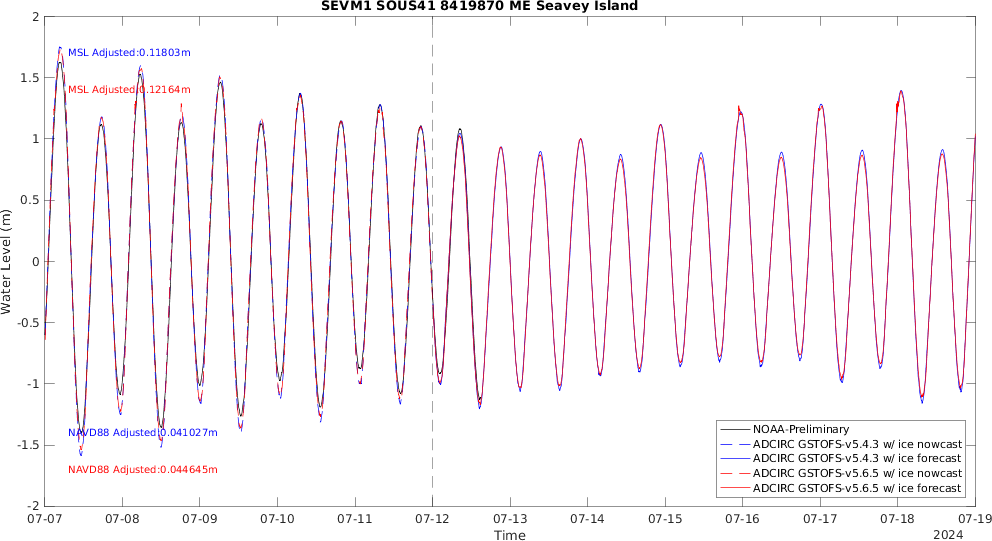 SEVM1 SOUS41 8419870 ME Seavey Island
2
1.5
1
0.5
0
-0.5
-1
-1.5
-2
Water Level (m)
MSL Adjusted:0.11803m
MSL Adjusted:0.12164m
NAVD88 Adjusted:0.041027m
NAVD88 Adjusted:0.044645m
NOAA-Preliminary
ADCIRC GSTOFS-v5.4.3 w/ ice nowcast
ADCIRC GSTOFS-v5.4.3 w/ ice forecast
ADCIRC GSTOFS-v5.6.5 w/ ice nowcast
ADCIRC GSTOFS-v5.6.5 w/ ice forecast
07-07 07-08 07-09 07-10 07-11 07-12 07-13 07-14 07-15 07-16 07-17 07-18 07-19
Time
2024